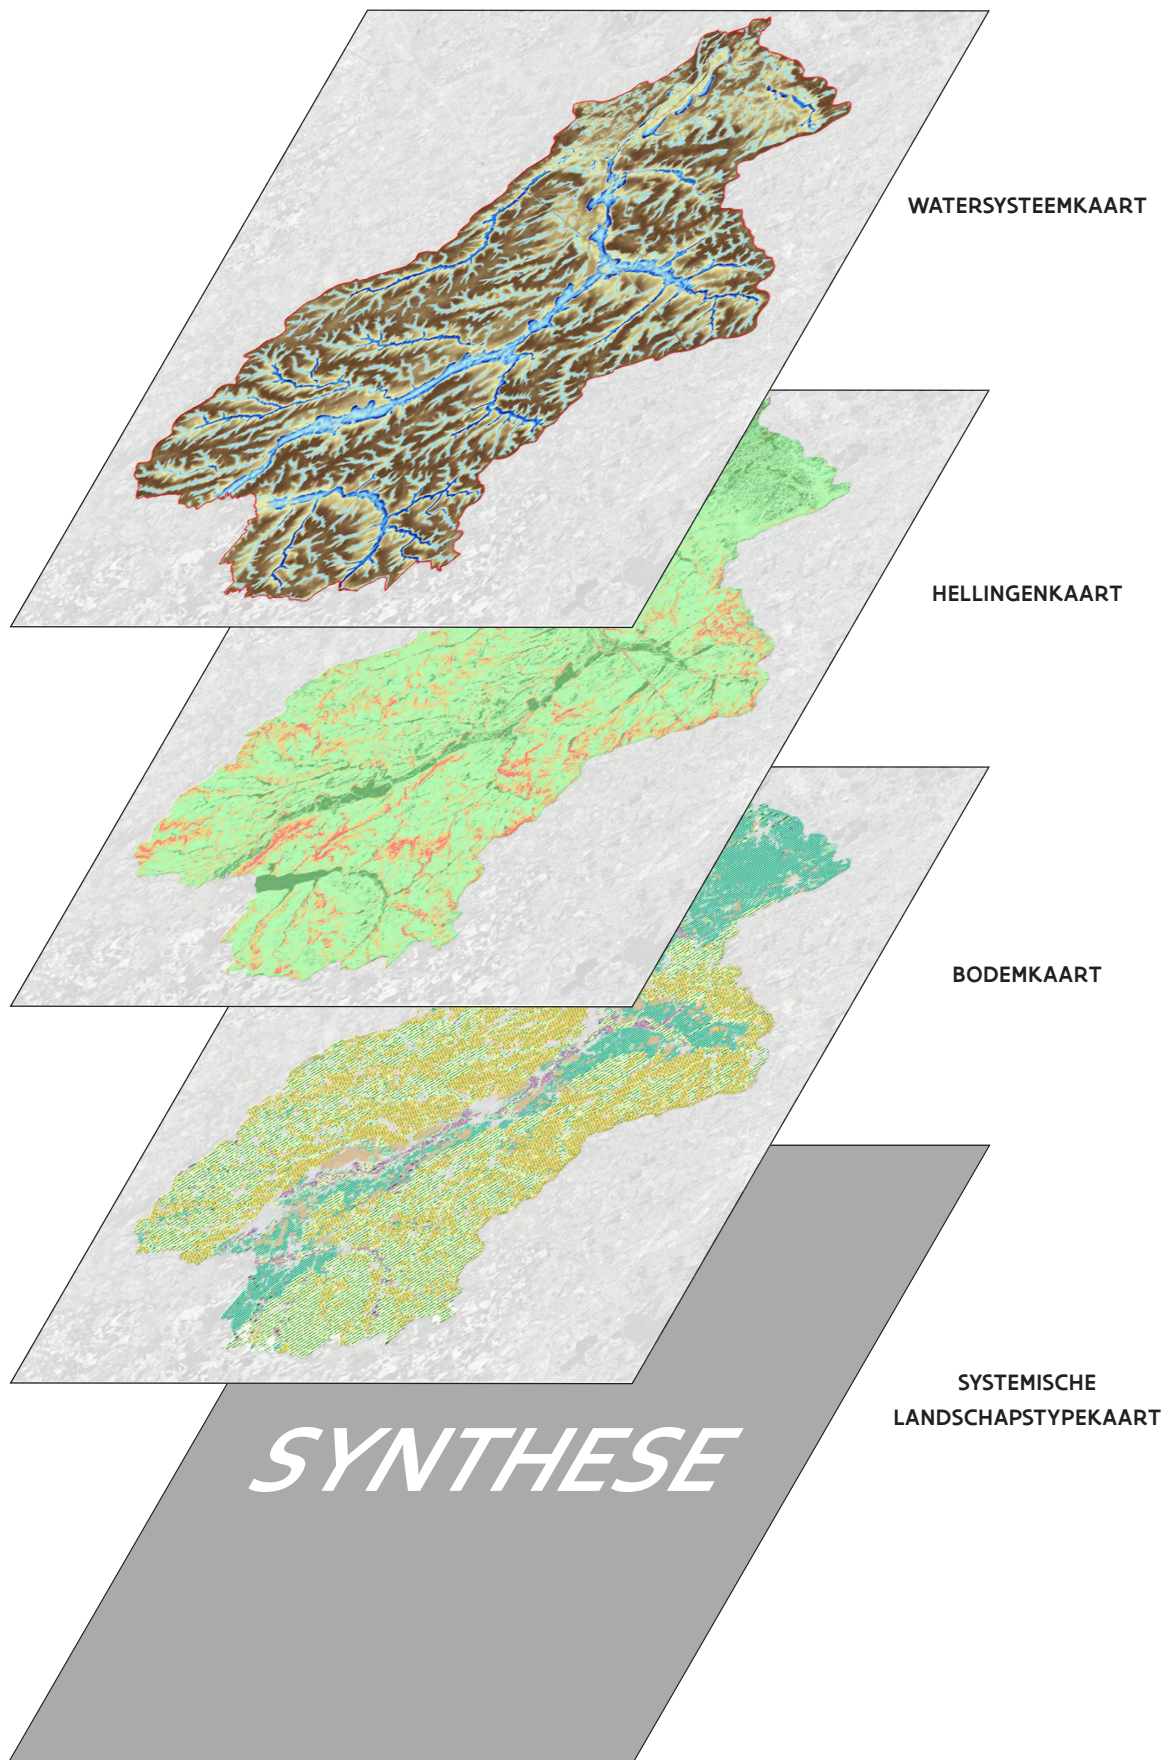 WATERSYSTEEMKAART
HELLINGENKAART
BODEMKAART
SYSTEMISCHE
LANDSCHAPSTYPEKAART
SYNTHESE